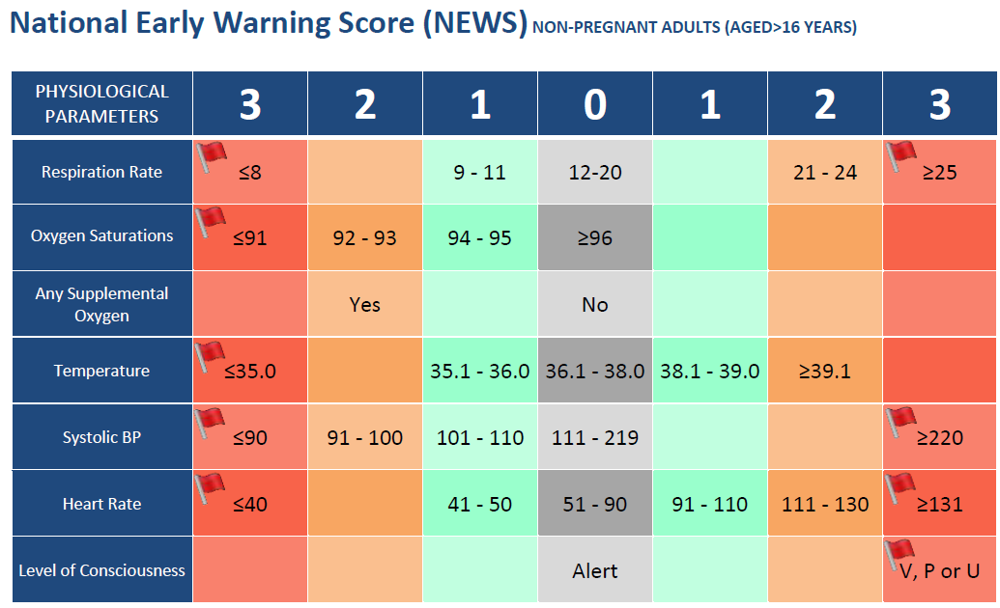 National Early Warning Score (NEWS) NON-PREGNANT ADULTS (AGED>16 YEARS)
PHYSIOLOGICAL
PARAMETERS 3 2 1 0 1 2 3
Respiration Rate ≤8 9 - 11 12-20 21 - 24 ≥25
Oxygen Saturations ≤91 92 - 93 94 - 95 ≥96
Any Supplemental
Oxygen Yes No
Temperature ≤35.0 35.1 - 36.0 36.1 - 38.0 38.1 - 39.0 ≥39.1
Systolic BP ≤90 91 - 100 101 - 110 111 - 219 ≥220
Heart Rate ≤40 41 - 50 51 - 90 91 - 110 111 - 130 ≥131
Level of Consciousness Alert V, P or U